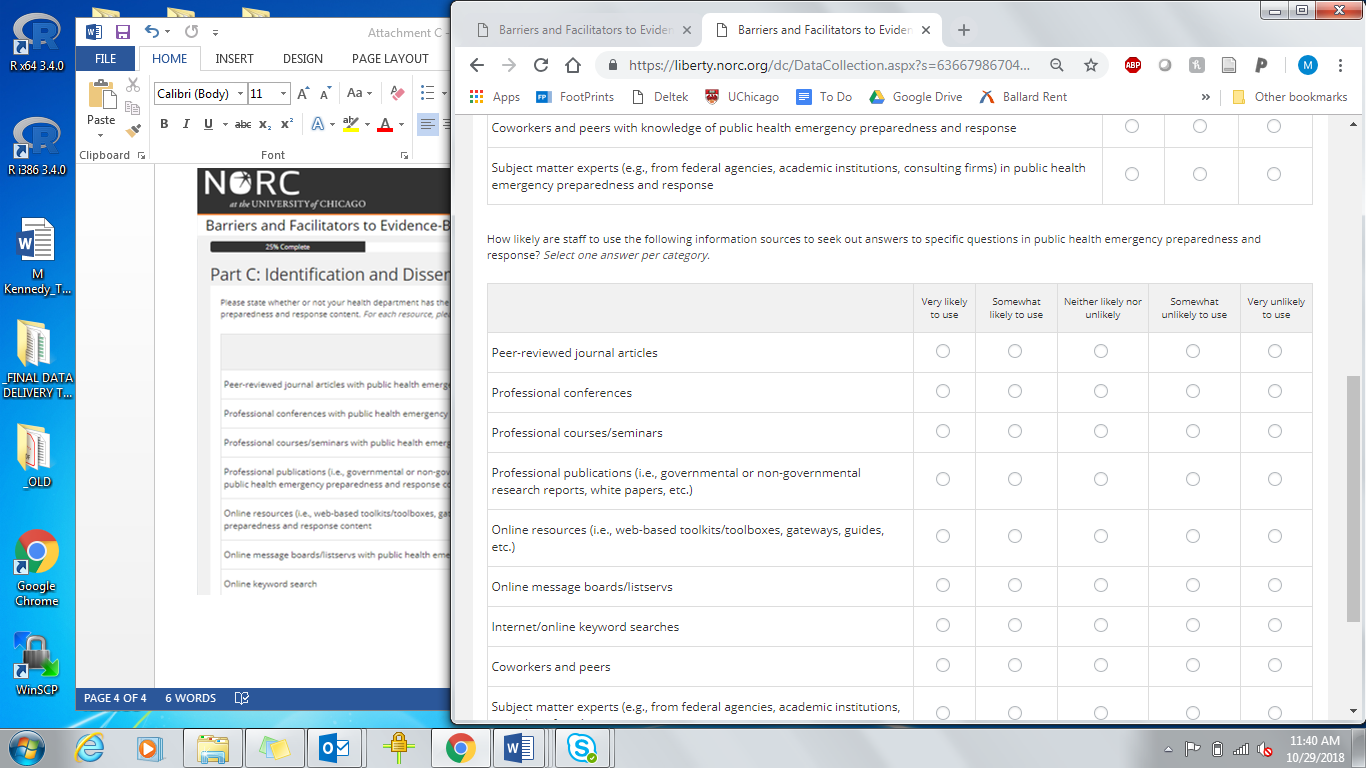 R x64 3.4.0
R i386 3.4.0
M
Kennedy_T...
_FINAL DATA
DELIVERY T...
_OLD
Google
Chrome
WinSCP
Attachment C -
FILE HOME INSERT DESIGN PAGE LAYOUT
Paste
Calibri (Body) 11 A A Aa
B I U abc X₂ X² A ab A
Clipboard Font
NORC
at the UNIVERSITY of CHICAGO
Barriers and Facilitators to Evidence-B
25% Complete
Part C: Identification and Disser
Please state whether or not your health department has the
preparedness and response content. For each resource, ple
Peer-reviewed journal articles with public health emerg
Professional conferences with public health emergency
Professional courses/seminars with public health emerg
Professional publications (i.e., governmental or non-gov
public health emergency preparedness and response co
Online resources (i.e., web-based toolkits/toolboxes, gat
preparedness and response content
Online message boards/listservs with public health eme
Online keyword search
PAGE 4 OF 4 6 WORDS
Barriers and Facilitators to Eviden Barriers and Facilitators to Eviden
https://liberty.norc.org/dc/DataCollection.aspx?s=63667986704...
ABP
P
M
Apps FP FootPrints Deltek UChicago To Do Google Drive Ballard Rent » Other bookmarks
Coworkers and peers with knowledge of public health emergency preparedness and response
Subject matter experts (e.g., from federal agencies, academic institutions, consulting firms) in public health
emergency preparedness and response
How likely are staff to use the following information sources to seek out answers to specific questions in public health emergency preparedness and
response? Select one answer per category.
Very likely to use
Somewhat likely to use
Neither likely nor unlikely
Somewhat unlikely to use
Very unlikely to use
Peer-reviewed journal articles
Professional conferences
Professional courses/seminars
Professional publications (i.e., governmental or non-governmental
research reports, white papers, etc.)
Online resources (i.e., web-based toolkits/toolboxes, gateways, guides,
etc.)
Online message boards/listservs
Internet/online keyword searches
Coworkers and peers
Subject matter experts (e.g., from federal agencies, academic institutions,
11:40 AM
10/29/2018